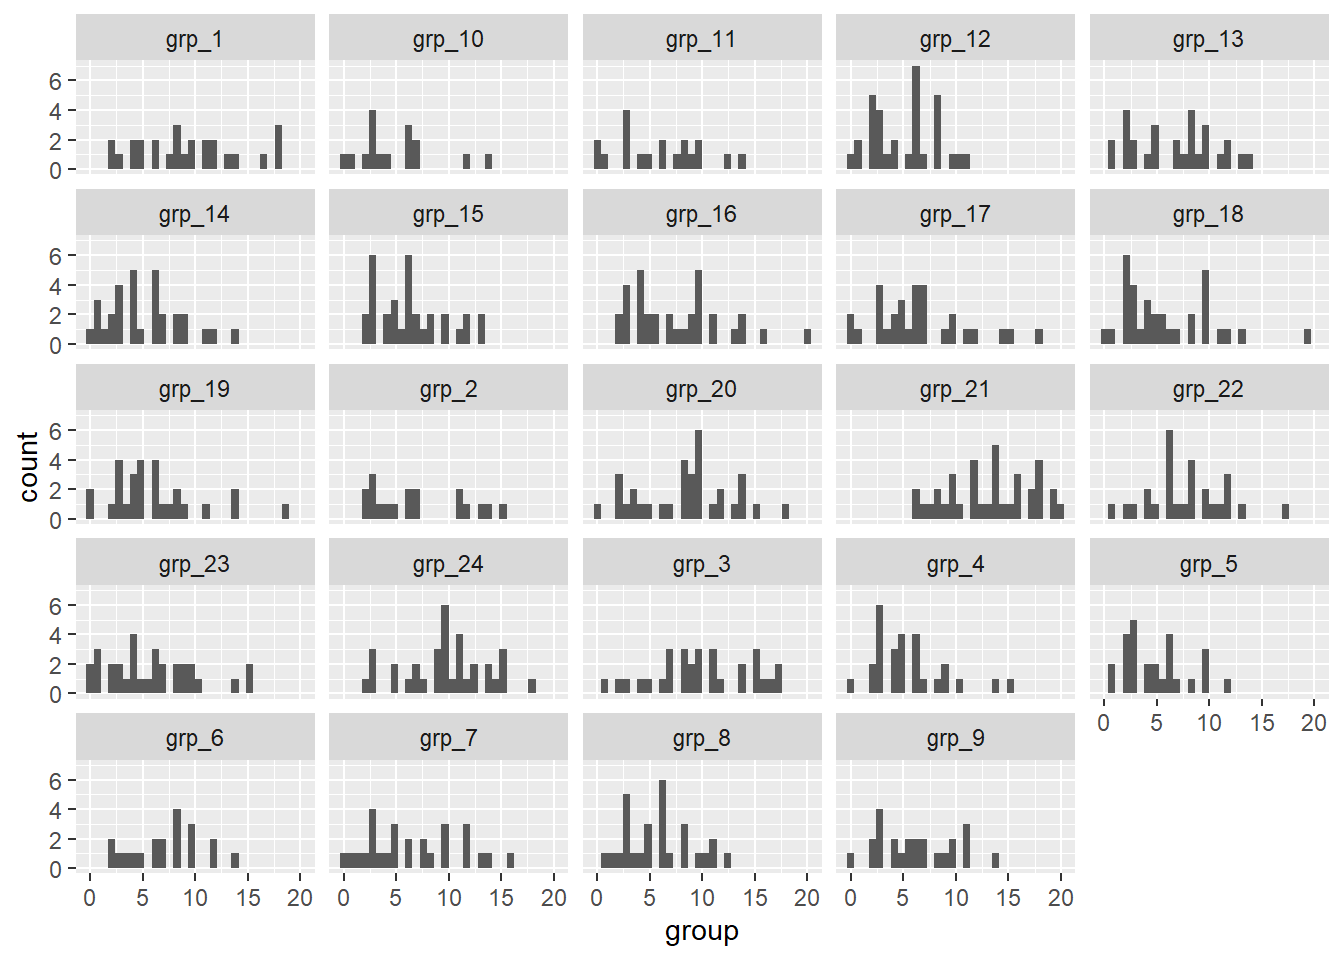 grp_1 grp_10 grp_11 grp_12 grp_13
6
4
2
0
grp_14 grp_15 grp_16 grp_17 grp_18
6
4
2
0
grp_19 grp_2 grp_20 grp_21 grp_22
6
4
2
0
count
grp_23 grp_24 grp_3 grp_4 grp_5
6
4
2
0
0 5 10 15 20
grp_6 grp_7 grp_8 grp_9
6
4
2
0
0 5 10 15 20 0 5 10 15 20 0 5 10 15 20 0 5 10 15 20
group